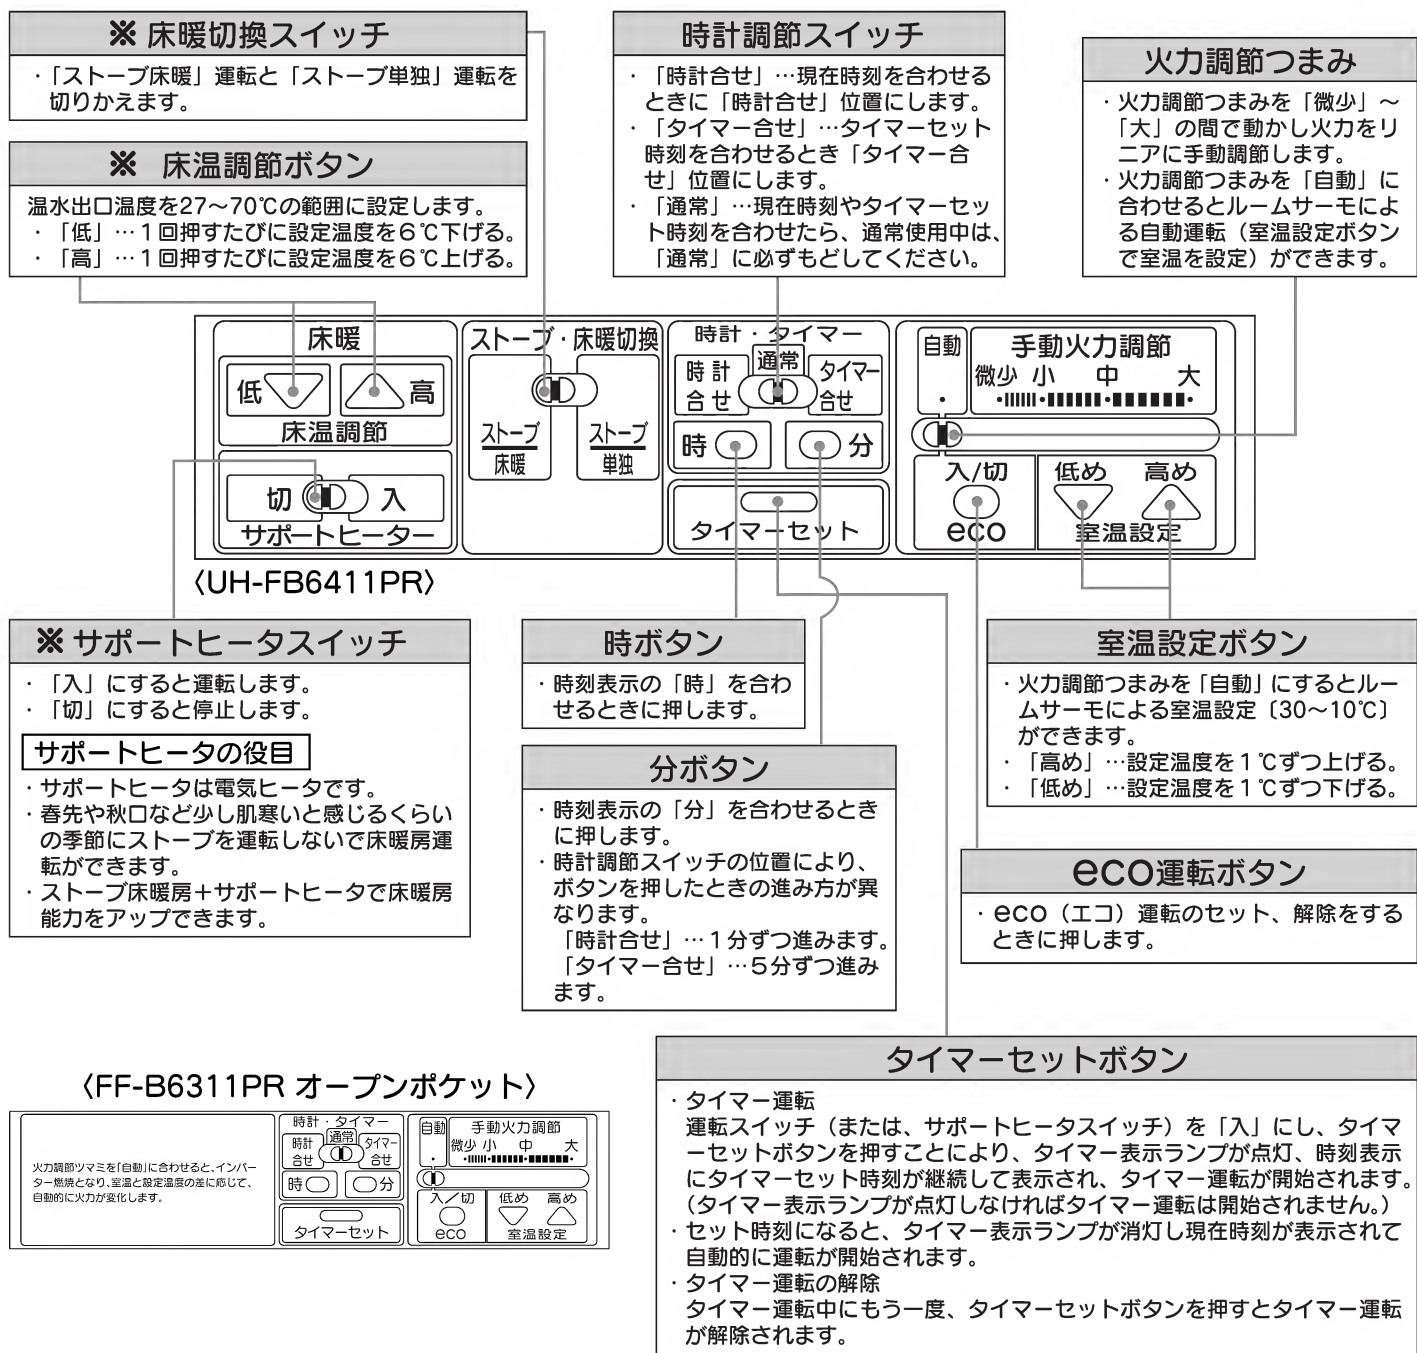 ※ 床暖切換スイッチ
・「ストーブ床暖」運転と「ストーブ単独」運転を
切りかえます。
※ 床温調節ボタン
温水出口温度を27～70℃の範囲に設定します。
・「低」…１回押すたびに設定温度を６℃下げる。
・「高」…１回押すたびに設定温度を６℃上げる。
時計調節スイッチ
・「時計合せ」…現在時刻を合わせる
ときに「時計合せ」位置にします。
・「タイマー合せ」…タイマーセット
時刻を合わせるとき「タイマー合
せ」位置にします。
・「通常」…現在時刻やタイマーセッ
ト時刻を合わせたら、通常使用中は、
「通常」に必ずもどしてください。
火力調節つまみ
・火力調節つまみを「微少」～
「大」の間で動かし火力をリ
ニアに手動調節します。
・火力調節つまみを「自動」に
合わせるとルームサーモによ
る自動運転（室温設定ボタン
で室温を設定）ができます。
床暖
低 高
床温調節
切 入
サポートヒーター
ストーブ・床暖切換
ストーブ
床暖
ストーブ
単独
時計・タイマー
時計
合せ
通常
タイマー
合せ
時 分
タイマーセット
自動
手動火力調節
微少 小 中 大
入/切
eco
低め 高め
室温設定
〈UH-FB6411PR〉
※ サポートヒータスイッチ
・「入」にすると運転します。
・「切」にすると停止します。
サポートヒータの役目
・サポートヒータは電気ヒータです。
・春先や秋口など少し肌寒いと感じるくらい
の季節にストーブを運転しないで床暖房運
転ができます。
・ストーブ床暖房＋サポートヒータで床暖房
能力をアップできます。
時ボタン
・時刻表示の「時」を合わ
せるときに押します。
分ボタン
・時刻表示の「分」を合わせるとき
に押します。
・時計調節スイッチの位置により、
ボタンを押したときの進み方が異
なります。
「時計合せ」…１分ずつ進みます。
「タイマー合せ」…５分ずつ進み
ます。
室温設定ボタン
・火力調節つまみを「自動」にするとルー
ムサーモによる室温設定〔30～10℃〕
ができます。
・「高め」…設定温度を１℃ずつ上げる。
・「低め」…設定温度を１℃ずつ下げる。
eco運転ボタン
・eco（エコ）運転のセット、解除をする
ときに押します。
タイマーセットボタン
・タイマー運転
運転スイッチ（または、サポートヒータスイッチ）を「入」にし、タイマ
ーセットボタンを押すことにより、タイマー表示ランプが点灯、時刻表示
にタイマーセット時刻が継続して表示され、タイマー運転が開始されます。
（タイマー表示ランプが点灯しなければタイマー運転は開始されません。）
・セット時刻になると、タイマー表示ランプが消灯し現在時刻が表示されて
自動的に運転が開始されます。
・タイマー運転の解除
タイマー運転中にもう一度、タイマーセットボタンを押すとタイマー運転
が解除されます。
〈FF-B6311PR オープンポケット〉
火力調節ツマミを「自動」に合わせると、インバー
ター燃焼となり、室温と設定温度の差に応じて、
自動的に火力が変化します。
時計・タイマー
時計
合せ
通常
タイマー
合せ
時 分
タイマーセット
自動
手動火力調節
微少 小 中 大
入／切
eco
低め 高め
室温設定